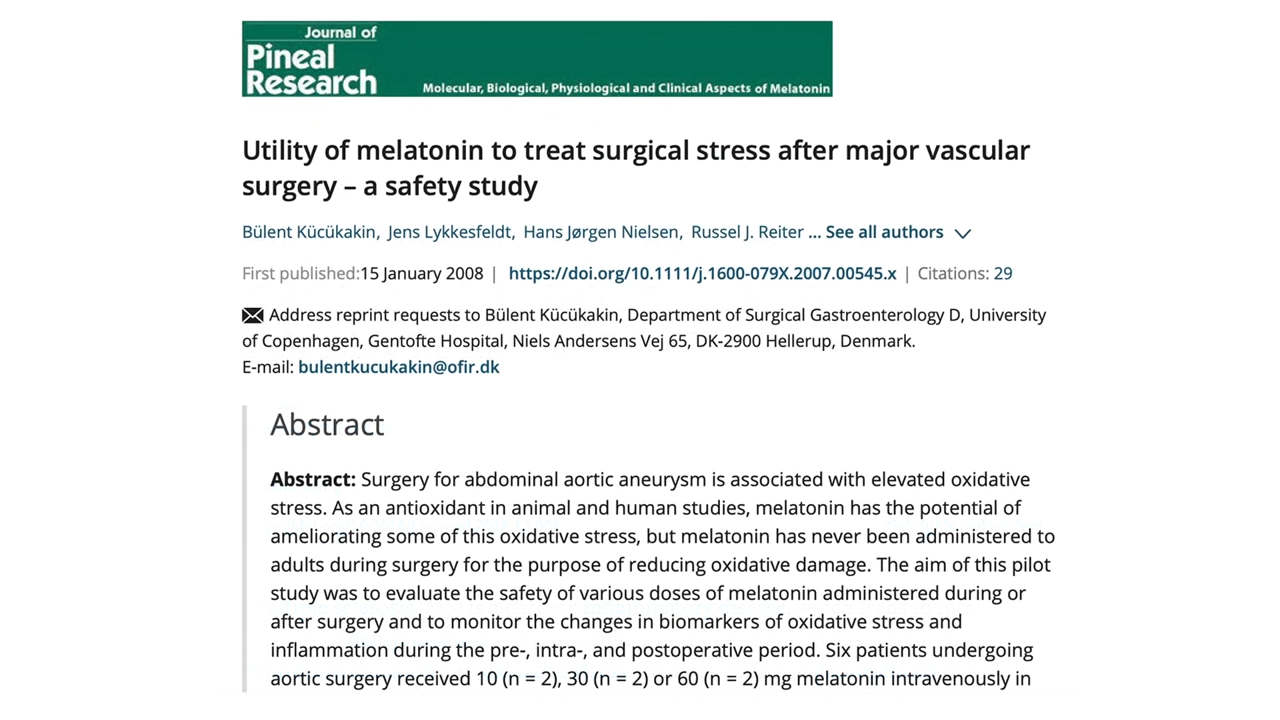 Journal of
Pineal
Research
Molecular, Biological, Physiological and Clinical Aspects of Melatonin
Utility of melatonin to treat surgical stress after major vascular
surgery – a safety study
Bülent Kücükakin, Jens Lykkesfeldt, Hans Jørgen Nielsen, Russel J. Reiter ... See all authors
First published:15 January 2008 | https://doi.org/10.1111/j.1600-079X.2007.00545.x | Citations: 29
Address reprint requests to Bülent Kücükakin, Department of Surgical Gastroenterology D, University
of Copenhagen, Gentofte Hospital, Niels Andersens Vej 65, DK-2900 Hellerup, Denmark.
E-mail: bulentkucukakin@ofir.dk
Abstract
Abstract: Surgery for abdominal aortic aneurysm is associated with elevated oxidative
stress. As an antioxidant in animal and human studies, melatonin has the potential of
ameliorating some of this oxidative stress, but melatonin has never been administered to
adults during surgery for the purpose of reducing oxidative damage. The aim of this pilot
study was to evaluate the safety of various doses of melatonin administered during or
after surgery and to monitor the changes in biomarkers of oxidative stress and
inflammation during the pre-, intra-, and postoperative period. Six patients undergoing
aortic surgery received 10 (n = 2), 30 (n = 2) or 60 (n = 2) mg melatonin intravenously in